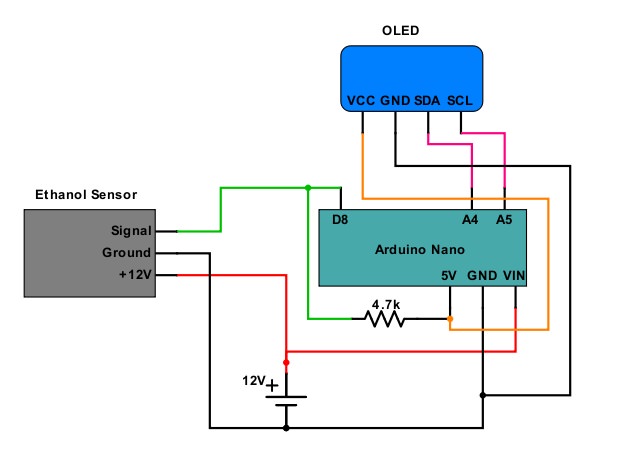 OLED
VCC GND SDA SCL
Ethanol Sensor
Signal
Ground
+12V
D8 A4 A5
Arduino Nano
5V GND VIN
4.7k
12V +